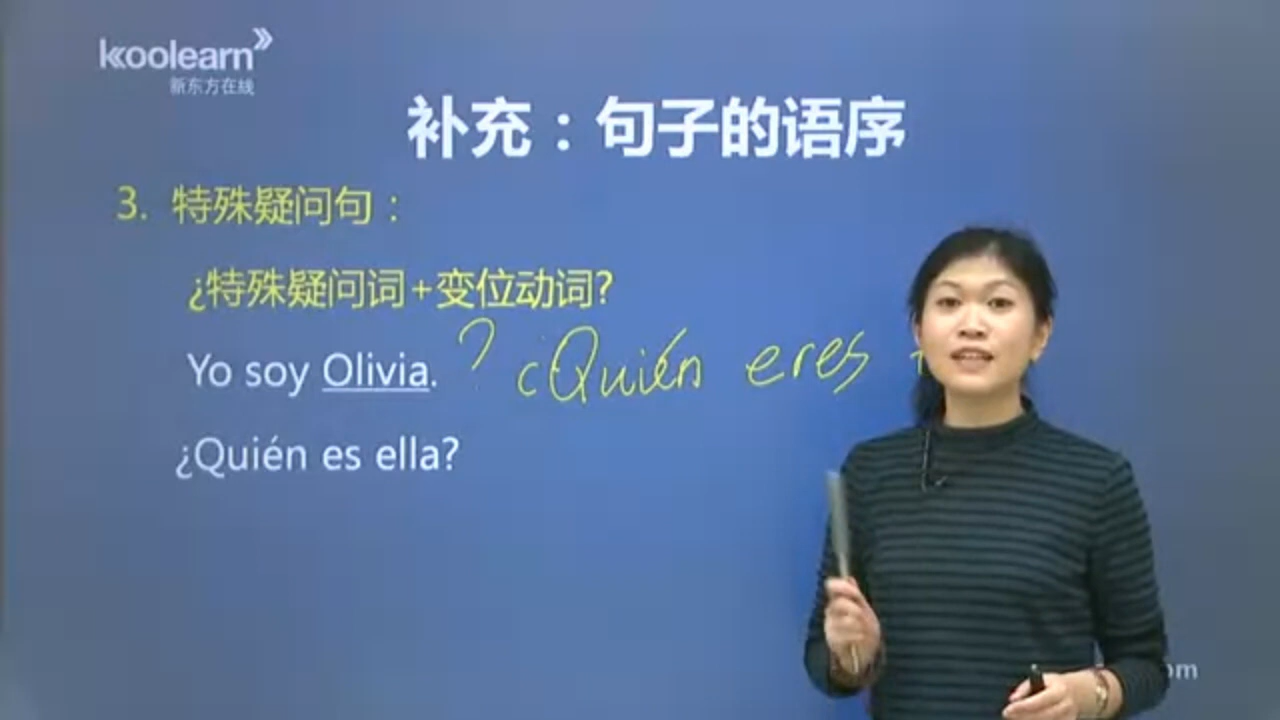 koolearn
新东方在线
补充：句子的语序
3. 特殊疑问句：
¿特殊疑问词+变位动词?
Yo soy Olivia. ? ¿Quién eres
¿Quién es ella?
om